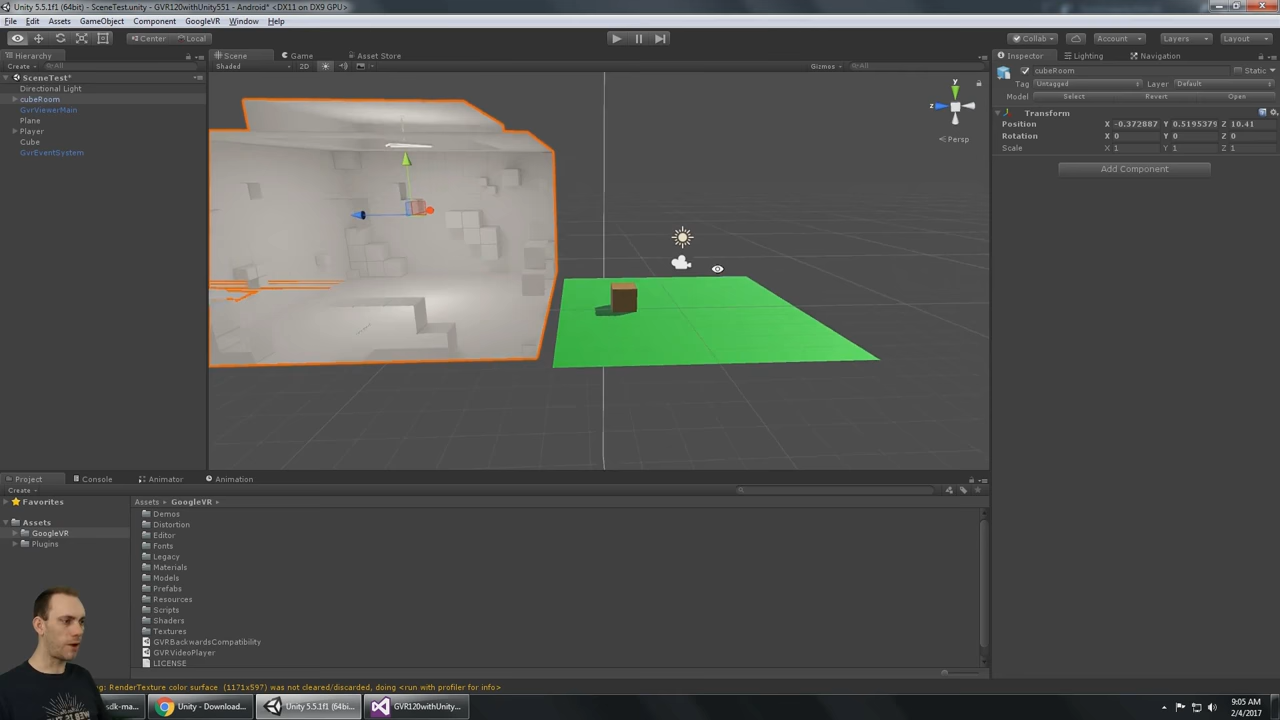 Unity 5.5.1f1 (64bit) - SceneTest.unity - GVR120withUnity551 - Android* <DX11 on DX9 GPU>
File Edit Assets GameObject Component GoogleVR Window Help
Center Local Collab Account Layers Layout
Hierarchy Scene Game Asset Store Inspector Lighting Navigation
Create All Shaded 2D Gizmos All
SceneTest*
Directional Light
cubeRoom
GvrViewerMain
Plane
Player
Cube
GvrEventSystem
y
z
Persp
cubeRoom Static
Tag Untagged Layer Default
Model Select Revert Open
Transform
Position X -0.372887 Y 0.5195379 Z 10.41
Rotation X 0 Y 0 Z 0
Scale X 1 Y 1 Z 1
Add Component
Project Console Animator Animation
Create
Favorites
Assets
GoogleVR
Plugins
Assets GoogleVR
Demos
Distortion
Editor
Fonts
Legacy
Materials
Models
Prefabs
Resources
Scripts
Shaders
Textures
GVRBackwardsCompatibility
GVRVideoPlayer
LICENSE
g: RenderTexture color surface (1171x597) was not cleared/discarded, doing <run with profiler for info>
sdk-ma... Unity - Download... Unity 5.5.1f1 (64bi... GVR120withUnity...
9:05 AM
2/4/2017